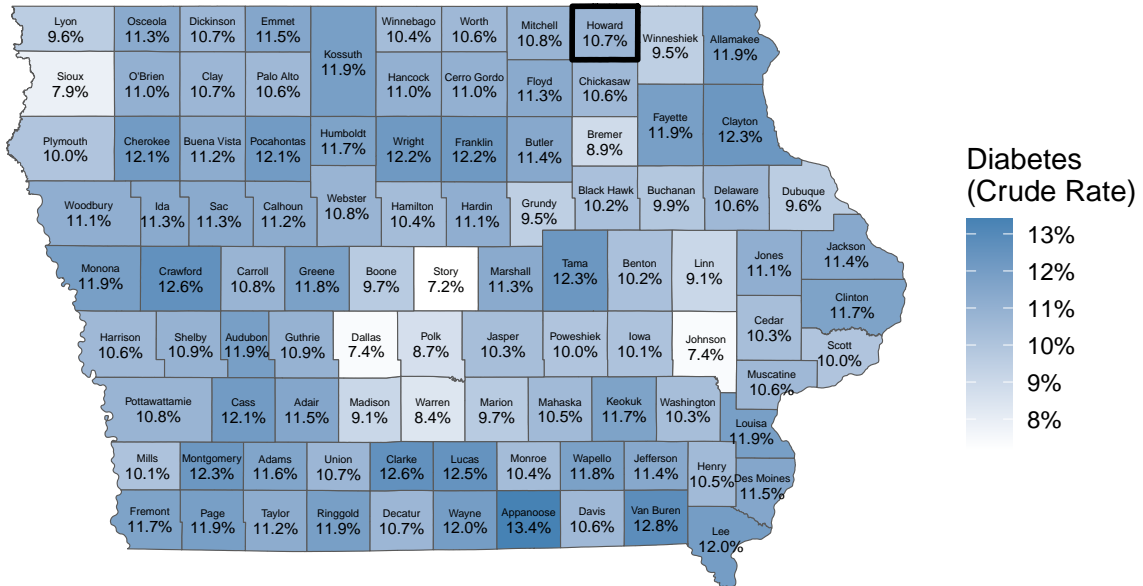 Lyon
9.6%
Osceola
11.3%
Dickinson
10.7%
Emmet
11.5%
Kossuth
11.9%
Winnebago
10.4%
Worth
10.6%
Mitchell
10.8%
Howard
10.7%
Winneshiek
9.5%
Allamakee
11.9%
Sioux
7.9%
O'Brien
11.0%
Clay
10.7%
Palo Alto
10.6%
Hancock
11.0%
Cerro Gordo
11.0%
Floyd
11.3%
Chickasaw
10.6%
Fayette
11.9%
Clayton
12.3%
Plymouth
10.0%
Cherokee
12.1%
Buena Vista
11.2%
Pocahontas
12.1%
Humboldt
11.7%
Wright
12.2%
Franklin
12.2%
Butler
11.4%
Bremer
8.9%
Woodbury
11.1%
Ida
11.3%
Sac
11.3%
Calhoun
11.2%
Webster
10.8%
Hamilton
10.4%
Hardin
11.1%
Grundy
9.5%
Black Hawk
10.2%
Buchanan
9.9%
Delaware
10.6%
Dubuque
9.6%
Monona
11.9%
Crawford
12.6%
Carroll
10.8%
Greene
11.8%
Boone
9.7%
Story
7.2%
Marshall
11.3%
Tama
12.3%
Benton
10.2%
Linn
9.1%
Jones
11.1%
Jackson
11.4%
Clinton
11.7%
Harrison
10.6%
Shelby
10.9%
Audubon
11.9%
Guthrie
10.9%
Dallas
7.4%
Polk
8.7%
Jasper
10.3%
Poweshiek
10.0%
Iowa
10.1%
Johnson
7.4%
Cedar
10.3%
Scott
10.0%
Muscatine
10.6%
Pottawattamie
10.8%
Cass
12.1%
Adair
11.5%
Madison
9.1%
Warren
8.4%
Marion
9.7%
Mahaska
10.5%
Keokuk
11.7%
Washington
10.3%
Louisa
11.9%
Mills
10.1%
Montgomery
12.3%
Adams
11.6%
Union
10.7%
Clarke
12.6%
Lucas
12.5%
Monroe
10.4%
Wapello
11.8%
Jefferson
11.4%
Henry
10.5%
Des Moines
11.5%
Fremont
11.7%
Page
11.9%
Taylor
11.2%
Ringgold
11.9%
Decatur
10.7%
Wayne
12.0%
Appanoose
13.4%
Davis
10.6%
Van Buren
12.8%
Lee
12.0%
Diabetes
(Crude Rate)
13%
12%
11%
10%
9%
8%